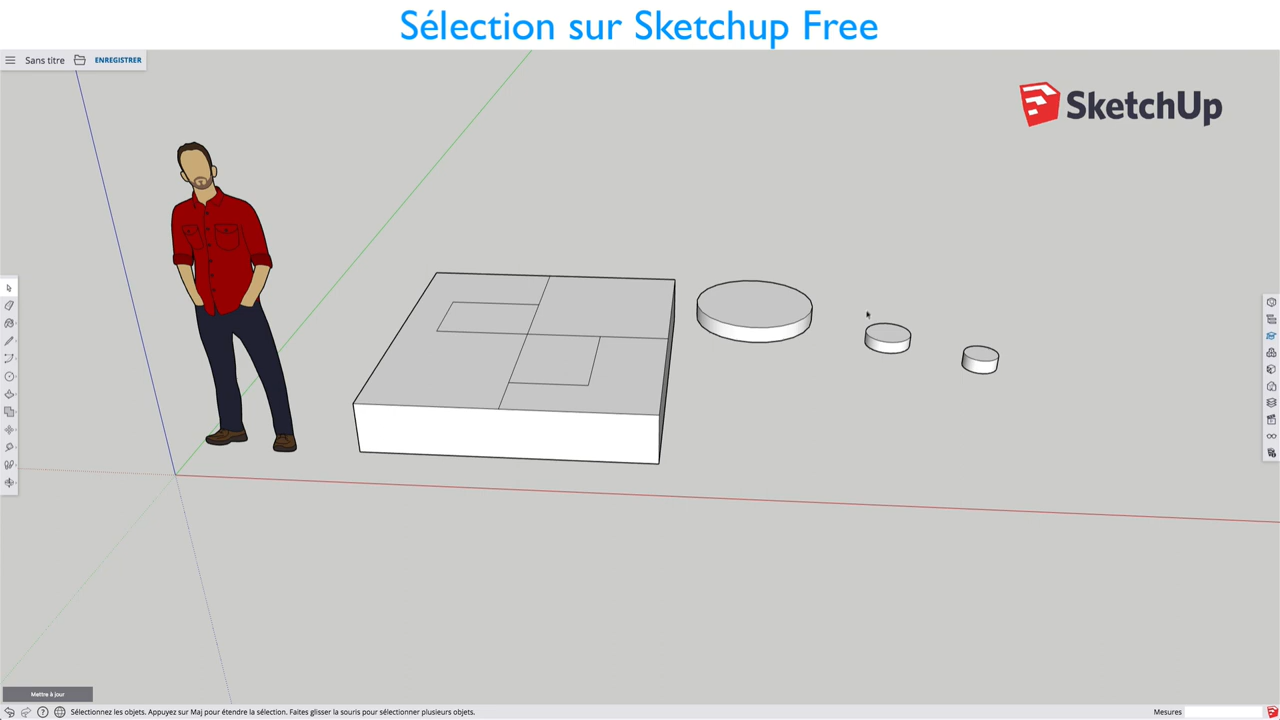 Sélection sur Sketchup Free
Sans titre ENREGISTRER
SketchUp
Mettre à jour
Sélectionnez les objets. Appuyez sur Maj pour étendre la sélection. Faites glisser la souris pour sélectionner plusieurs objets.
Mesures